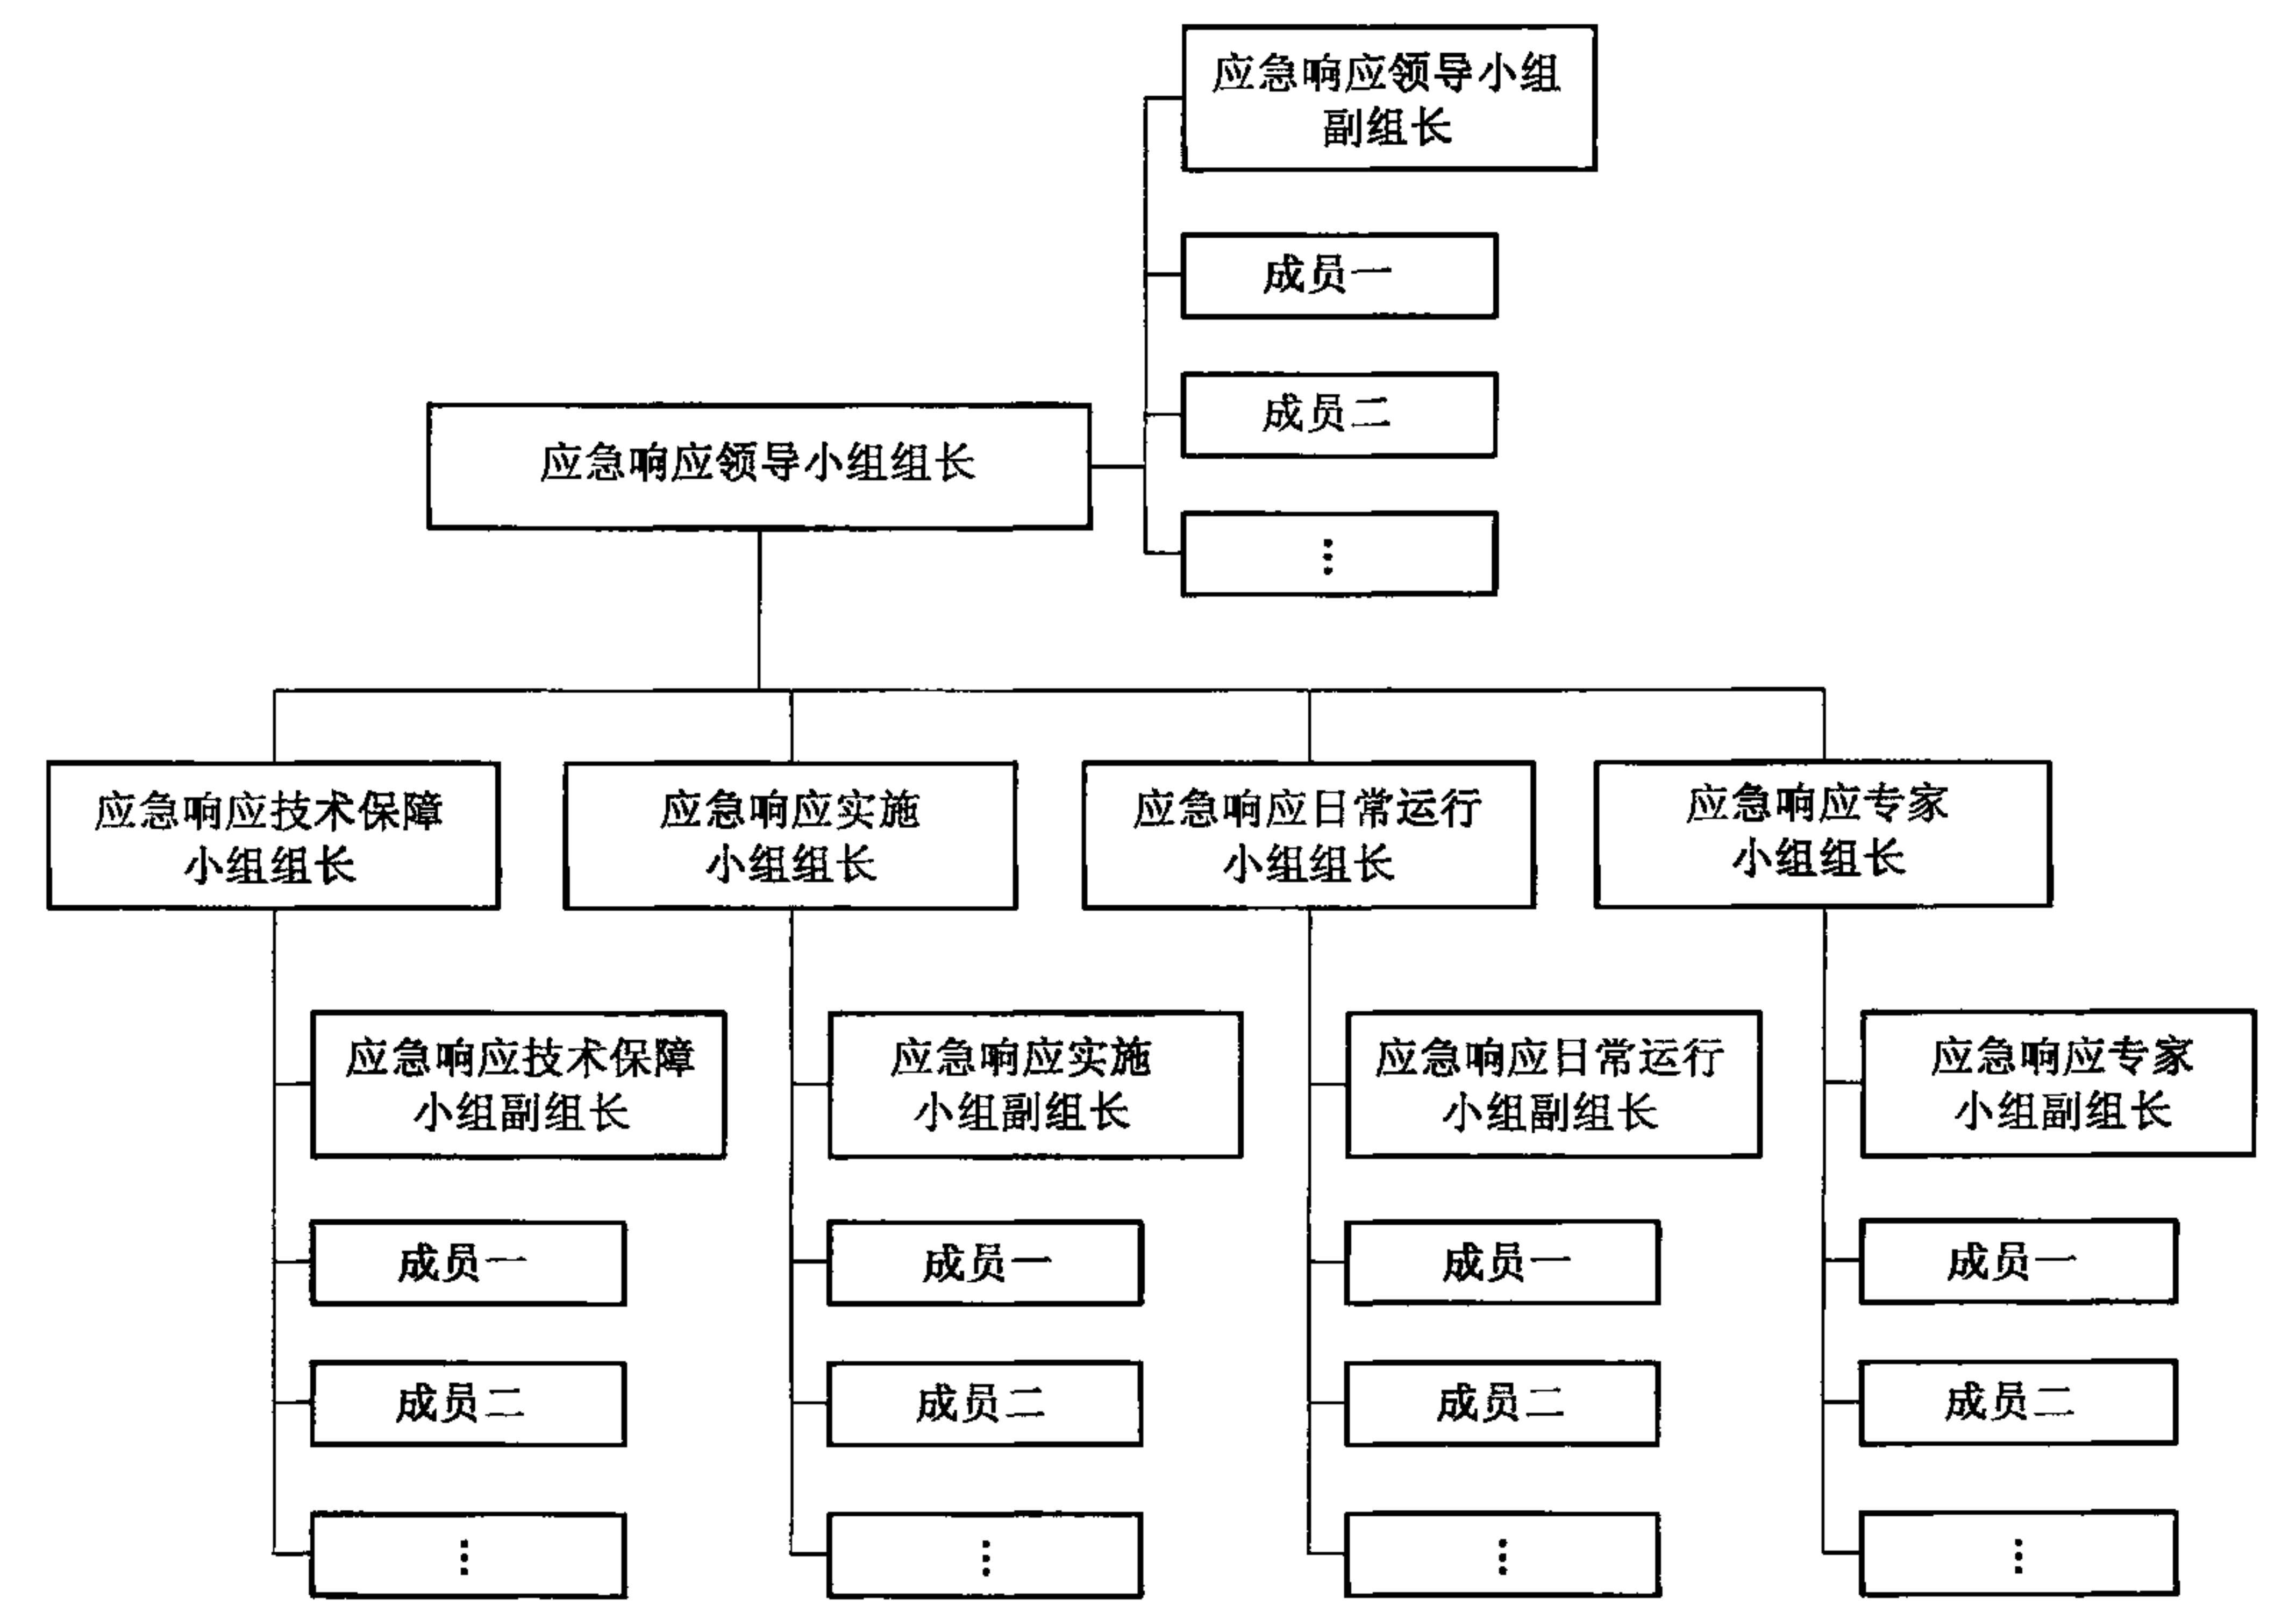 应急响应领导小组
副组长
成员一
成员二
⋮
应急响应领导小组组长
应急响应技术保障
小组组长
应急响应实施
小组组长
应急响应日常运行
小组组长
应急响应专家
小组组长
应急响应技术保障
小组副组长
应急响应实施
小组副组长
应急响应日常运行
小组副组长
应急响应专家
小组副组长
成员一
成员一
成员一
成员一
成员二
成员二
成员二
成员二
⋮
⋮
⋮
⋮